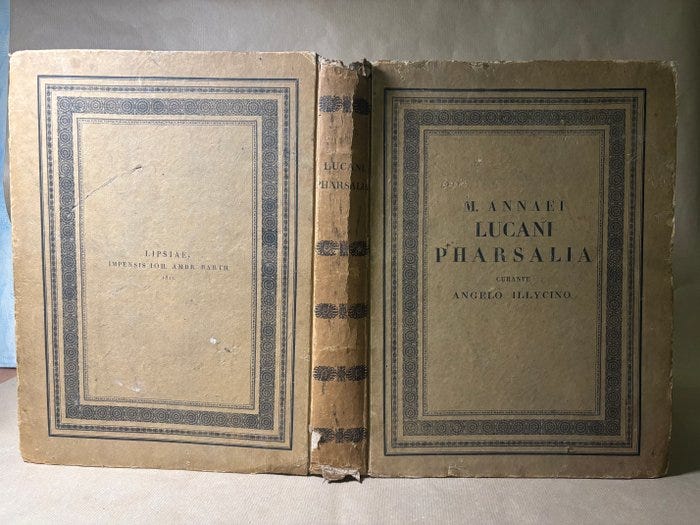 LIPSIAE,
IMPENSIS IOH. AMBR. BARTH
LUCANI
PHARSALIA
M. ANNAEI
LUCANI
PHARSALIA
CURANTE
ANGELO ILLYCINO.